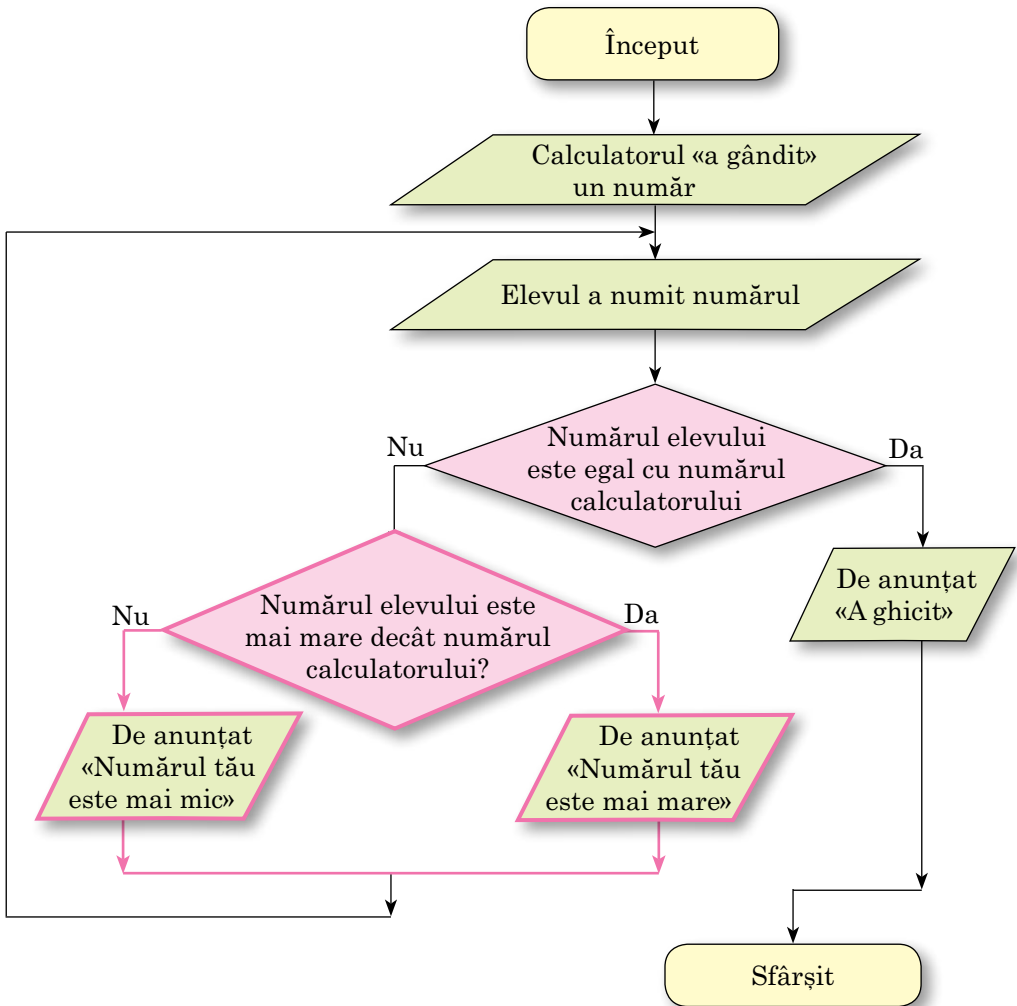 Început
Calculatorul «a gândit»
un număr
Elevul a numit numărul
Numărul elevului
este egal cu numărul
calculatorului
Nu
Da
Numărul elevului este
mai mare decât numărul
calculatorului?
Nu
Da
De anunțat
«A ghicit»
De anunțat
«Numărul tău
este mai mic»
De anunțat
«Numărul tău
este mai mare»
Sfârșit